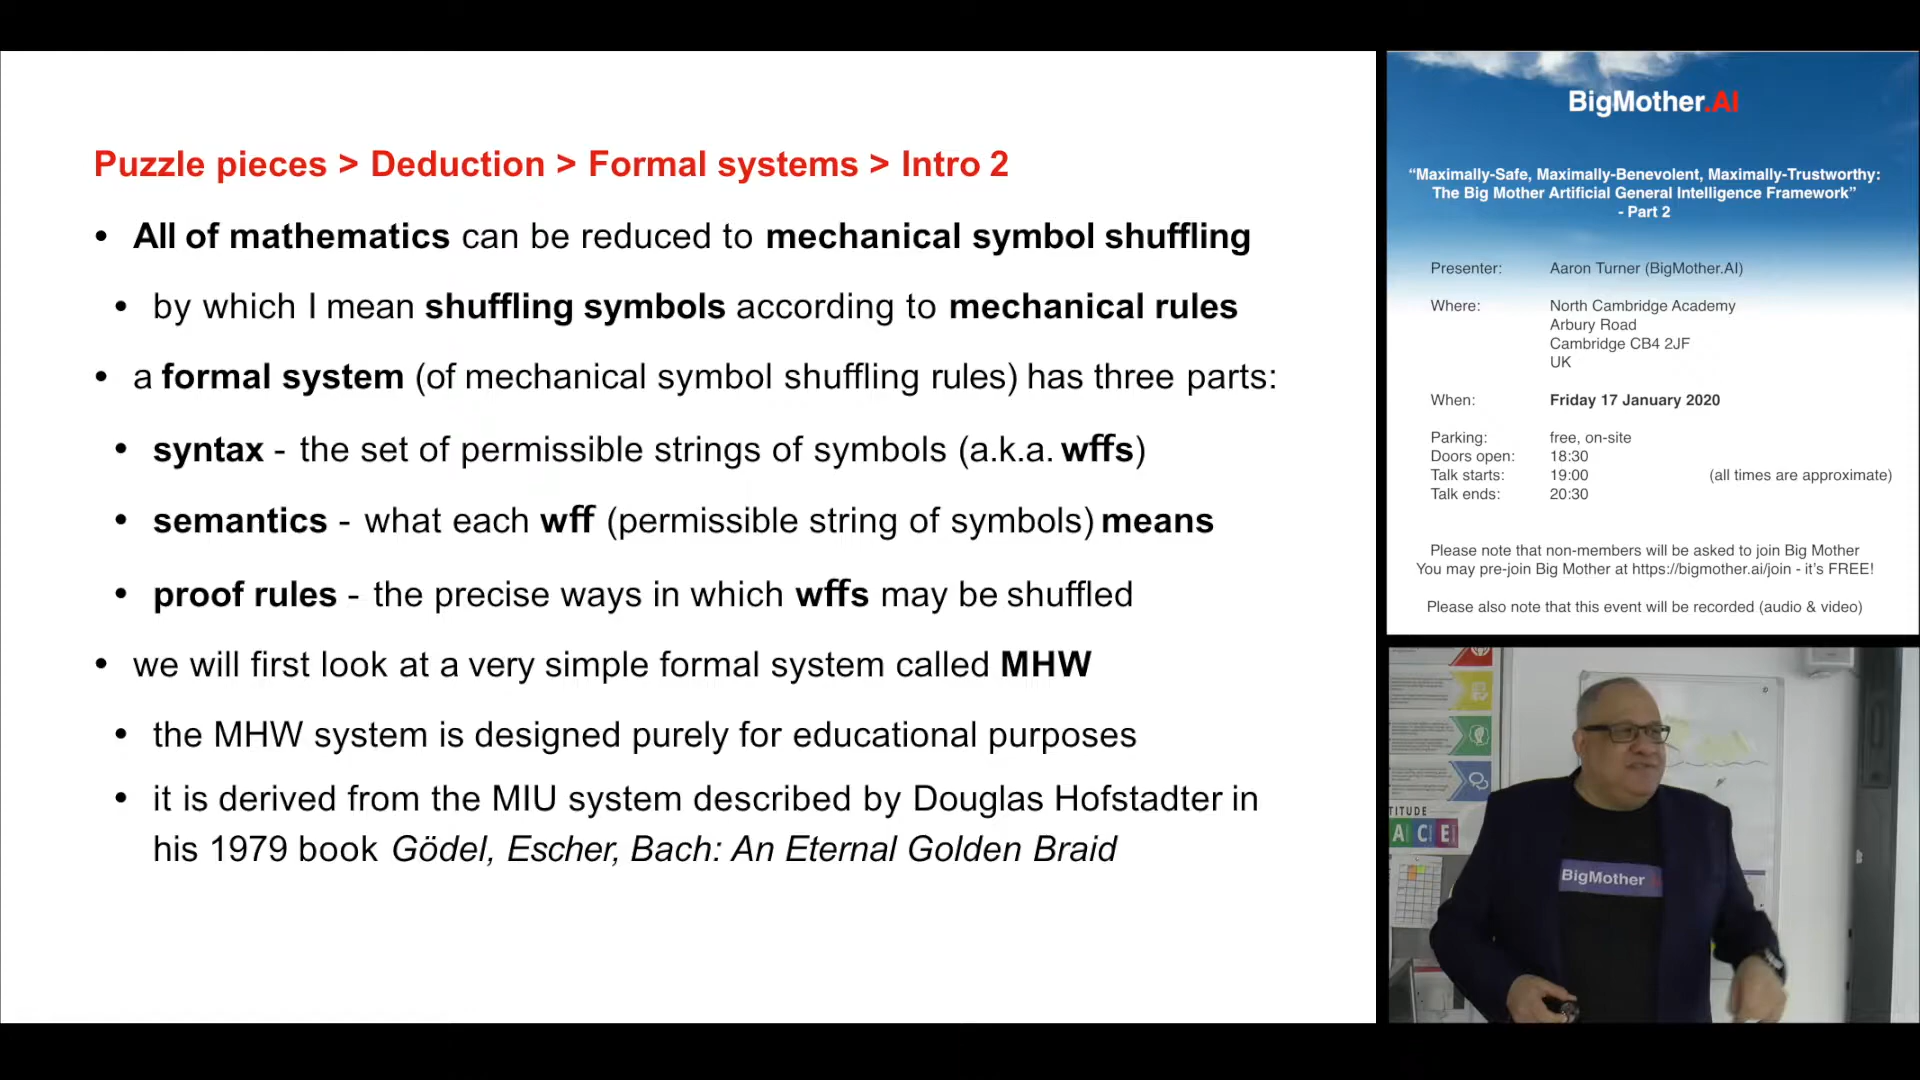 Puzzle pieces > Deduction > Formal systems > Intro 2
• All of mathematics can be reduced to mechanical symbol shuffling
• by which I mean shuffling symbols according to mechanical rules
• a formal system (of mechanical symbol shuffling rules) has three parts:
• syntax - the set of permissible strings of symbols (a.k.a. wffs)
• semantics - what each wff (permissible string of symbols) means
• proof rules - the precise ways in which wffs may be shuffled
• we will first look at a very simple formal system called MHW
• the MHW system is designed purely for educational purposes
• it is derived from the MIU system described by Douglas Hofstadter in
his 1979 book Gödel, Escher, Bach: An Eternal Golden Braid
BigMother.AI
“Maximally-Safe, Maximally-Benevolent, Maximally-Trustworthy:
The Big Mother Artificial General Intelligence Framework”
- Part 2
Presenter: Aaron Turner (BigMother.AI)
Where: North Cambridge Academy
Arbury Road
Cambridge CB4 2JF
UK
When: Friday 17 January 2020
Parking: free, on-site
Doors open: 18:30
Talk starts: 19:00 (all times are approximate)
Talk ends: 20:30
Please note that non-members will be asked to join Big Mother
You may pre-join Big Mother at https://bigmother.ai/join - it’s FREE!
Please also note that this event will be recorded (audio & video)
TITUDE
ACE
BigMother